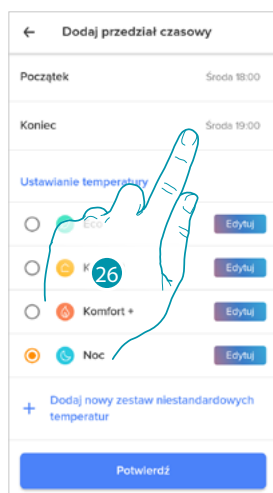 ← Dodaj przedział czasowy
Początek Środa 18:00
Koniec Środa 19:00
Ustawianie temperatury
Eco Edytuj
K Edytuj
26
Komfort + Edytuj
Noc Edytuj
+ Dodaj nowy zestaw niestandardowych
temperatur
Potwierdź